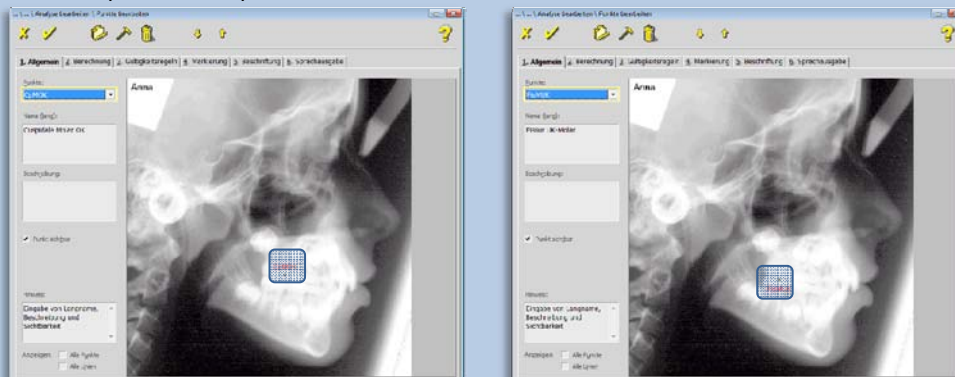 ... \ ... \ Analyse bearbeiten \ Punkte bearbeiten
1. Allgemein 2. Berechnung 3. Gültigkeitsregeln 4. Markierung 5. Beschriftung 6. Sprachausgabe
Punkte:
Name (lang):
Beschreibung:
Punkt sichtbar
Hinweis:
Eingabe von Langname,
Beschreibung und
Sichtbarkeit
Anzeigen:
Alle Punkte
Alle Linien
Anna
... \ ... \ Analyse bearbeiten \ Punkte bearbeiten
1. Allgemein 2. Berechnung 3. Gültigkeitsregeln 4. Markierung 5. Beschriftung 6. Sprachausgabe
Punkte:
Name (lang):
Beschreibung:
Punkt sichtbar
Hinweis:
Eingabe von Langname,
Beschreibung und
Sichtbarkeit
Anzeigen:
Alle Punkte
Alle Linien
Anna